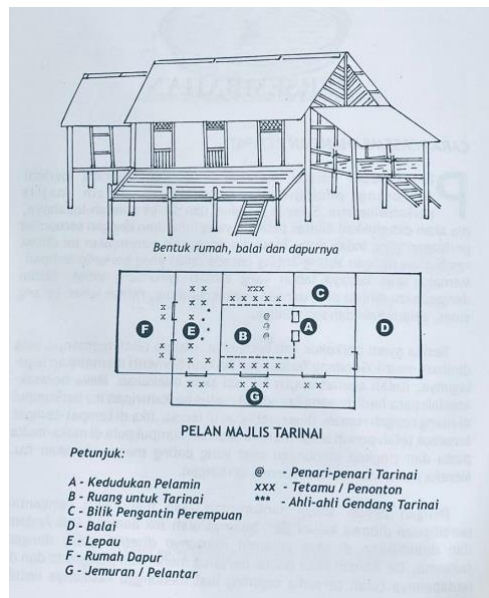 Bentuk rumah, balai dan dapurnya
x x
xxx
x x
x x x x x
C
x x
F
E
B
A
D
x x
x x
x x x x x
x x
x x
x x
x x
G
PELAN MAJLIS TARINAI
Petunjuk:
A - Kedudukan Pelamin
B - Ruang untuk Tarinai
C - Bilik Pengantin Perempuan
D - Balai
E - Lepau
F - Rumah Dapur
G - Jemuran / Pelantar
@ - Penari-penari Tarinai
xxx - Tetamu / Penonton
*** - Ahli-ahli Gendang Tarinai